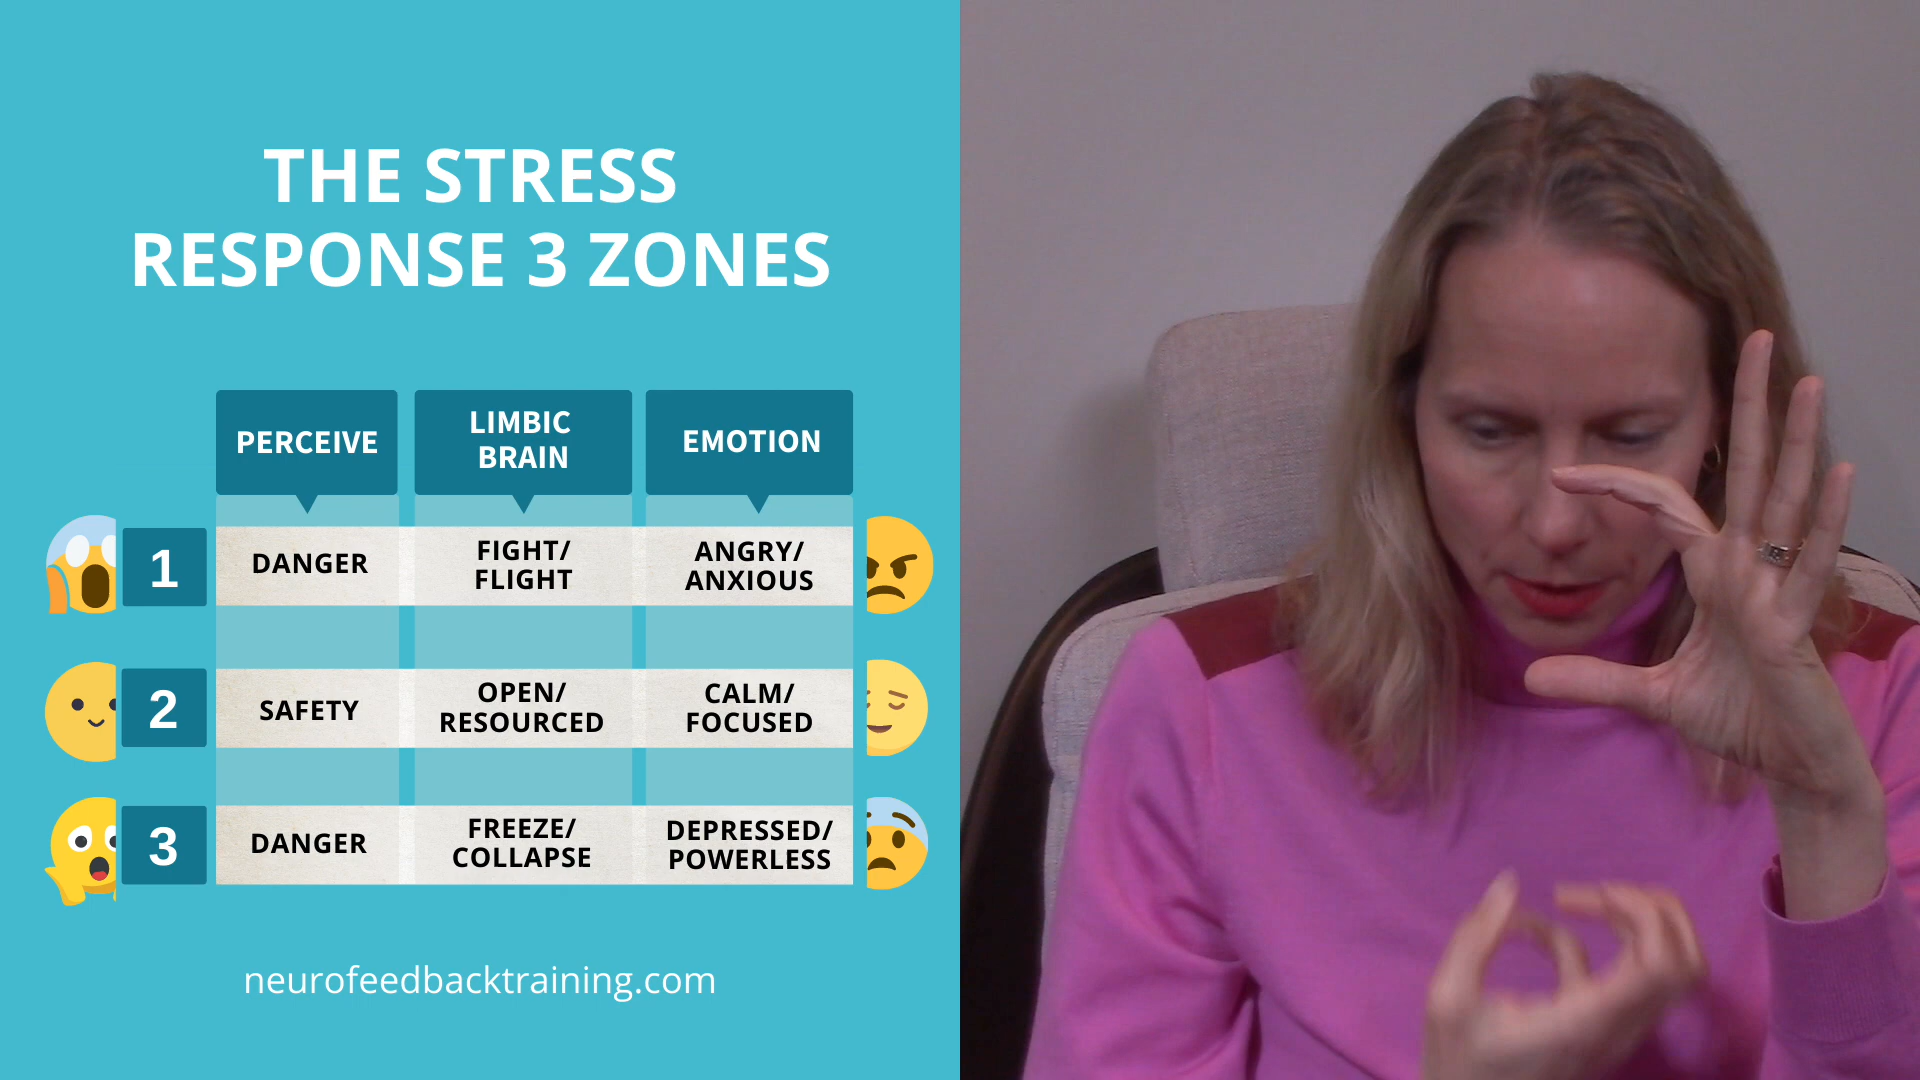 THE STRESS
RESPONSE 3 ZONES
PERCEIVE
LIMBIC
BRAIN
EMOTION
1
DANGER
FIGHT/
FLIGHT
ANGRY/
ANXIOUS
2
SAFETY
OPEN/
RESOURCED
CALM/
FOCUSED
3
DANGER
FREEZE/
COLLAPSE
DEPRESSED/
POWERLESS
neurofeedbacktraining.com